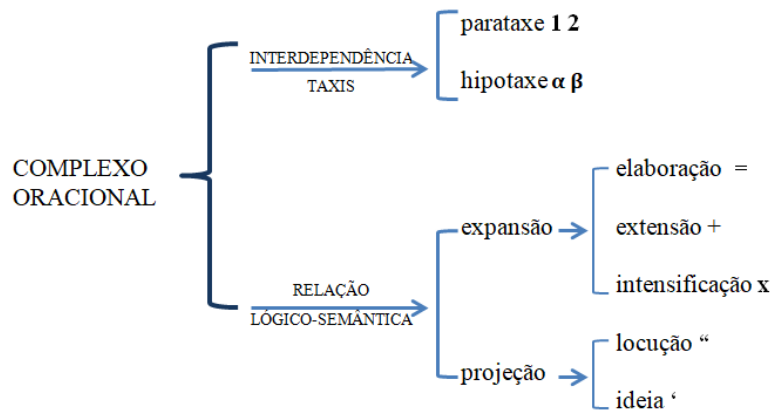 parataxe 1 2
INTERDEPENDÊNCIA
TAXIS
hipotaxe α β
COMPLEXO
ORACIONAL
elaboração =
expansão
extensão +
RELAÇÃO
LÓGICO-SEMÂNTICA
intensificação x
locução “
projeção
ideia ‘